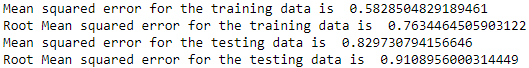 Mean squared error for the training data is  0.5828504829189461
Root Mean squared error for the training data is  0.7634464505903122
Mean squared error for the testing data is  0.829730794156646
Root Mean squared error for the testing data is  0.9108956000314449